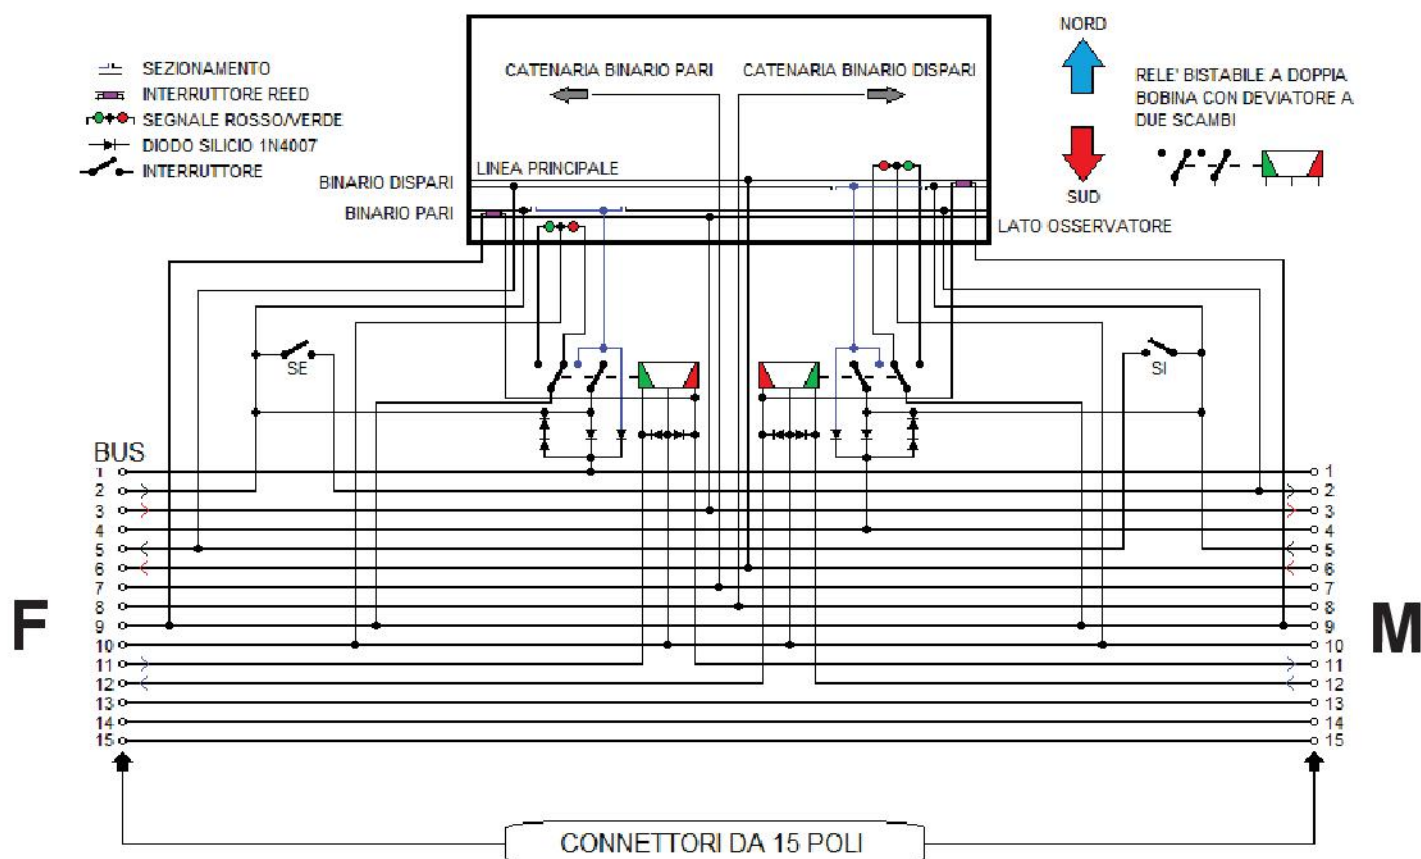 NORD
SEZIONAMENTO
INTERRUTTORE REED
SEGNALE ROSSO/VERDE
DIODO SILICIO 1N4007
INTERRUTTORE
CATENARIA BINARIO PARI
CATENARIA BINARIO DISPARI
RELE' BISTABILE A DOPPIA
BOBINA CON DEVIATORE A
DUE SCAMBI
LINEA PRINCIPALE
BINARIO DISPARI
BINARIO PARI
SUD
LATO OSSERVATORE
SE
SI
BUS
1 1
2 2
3 3
4 4
5 5
6 6
7 7
8 8
9 9
10 10
11 11
12 12
13 13
14 14
15 15
F
M
CONNETTORI DA 15 POLI